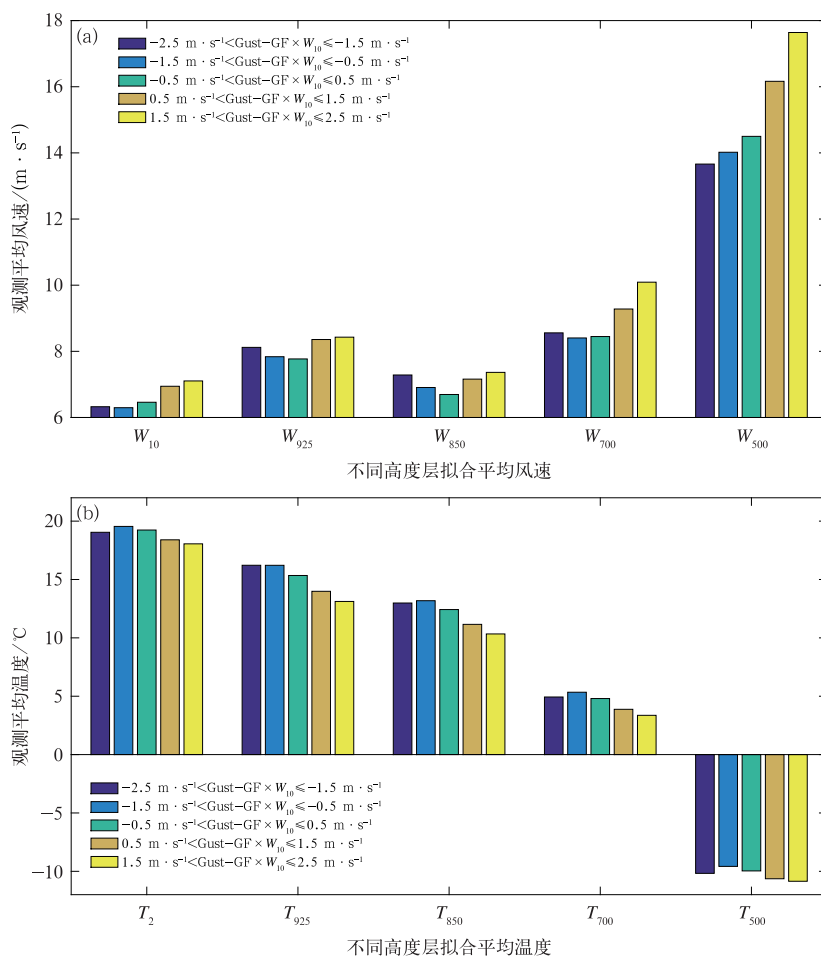 (a)
−2.5 m·s⁻¹<Gust−GF×W₁₀≤−1.5 m·s⁻¹
−1.5 m·s⁻¹<Gust−GF×W₁₀≤−0.5 m·s⁻¹
−0.5 m·s⁻¹<Gust−GF×W₁₀≤0.5 m·s⁻¹
0.5 m·s⁻¹<Gust−GF×W₁₀≤1.5 m·s⁻¹
1.5 m·s⁻¹<Gust−GF×W₁₀≤2.5 m·s⁻¹
18
16
14
12
10
8
6
观测平均风速/(m·s⁻¹)
W₁₀ W₉₂₅ W₈₅₀ W₇₀₀ W₅₀₀
不同高度层拟合平均风速
(b)
20
15
10
5
0
−5
−10
观测平均温度/℃
−2.5 m·s⁻¹<Gust−GF×W₁₀≤−1.5 m·s⁻¹
−1.5 m·s⁻¹<Gust−GF×W₁₀≤−0.5 m·s⁻¹
−0.5 m·s⁻¹<Gust−GF×W₁₀≤0.5 m·s⁻¹
0.5 m·s⁻¹<Gust−GF×W₁₀≤1.5 m·s⁻¹
1.5 m·s⁻¹<Gust−GF×W₁₀≤2.5 m·s⁻¹
T₂ T₉₂₅ T₈₅₀ T₇₀₀ T₅₀₀
不同高度层拟合平均温度